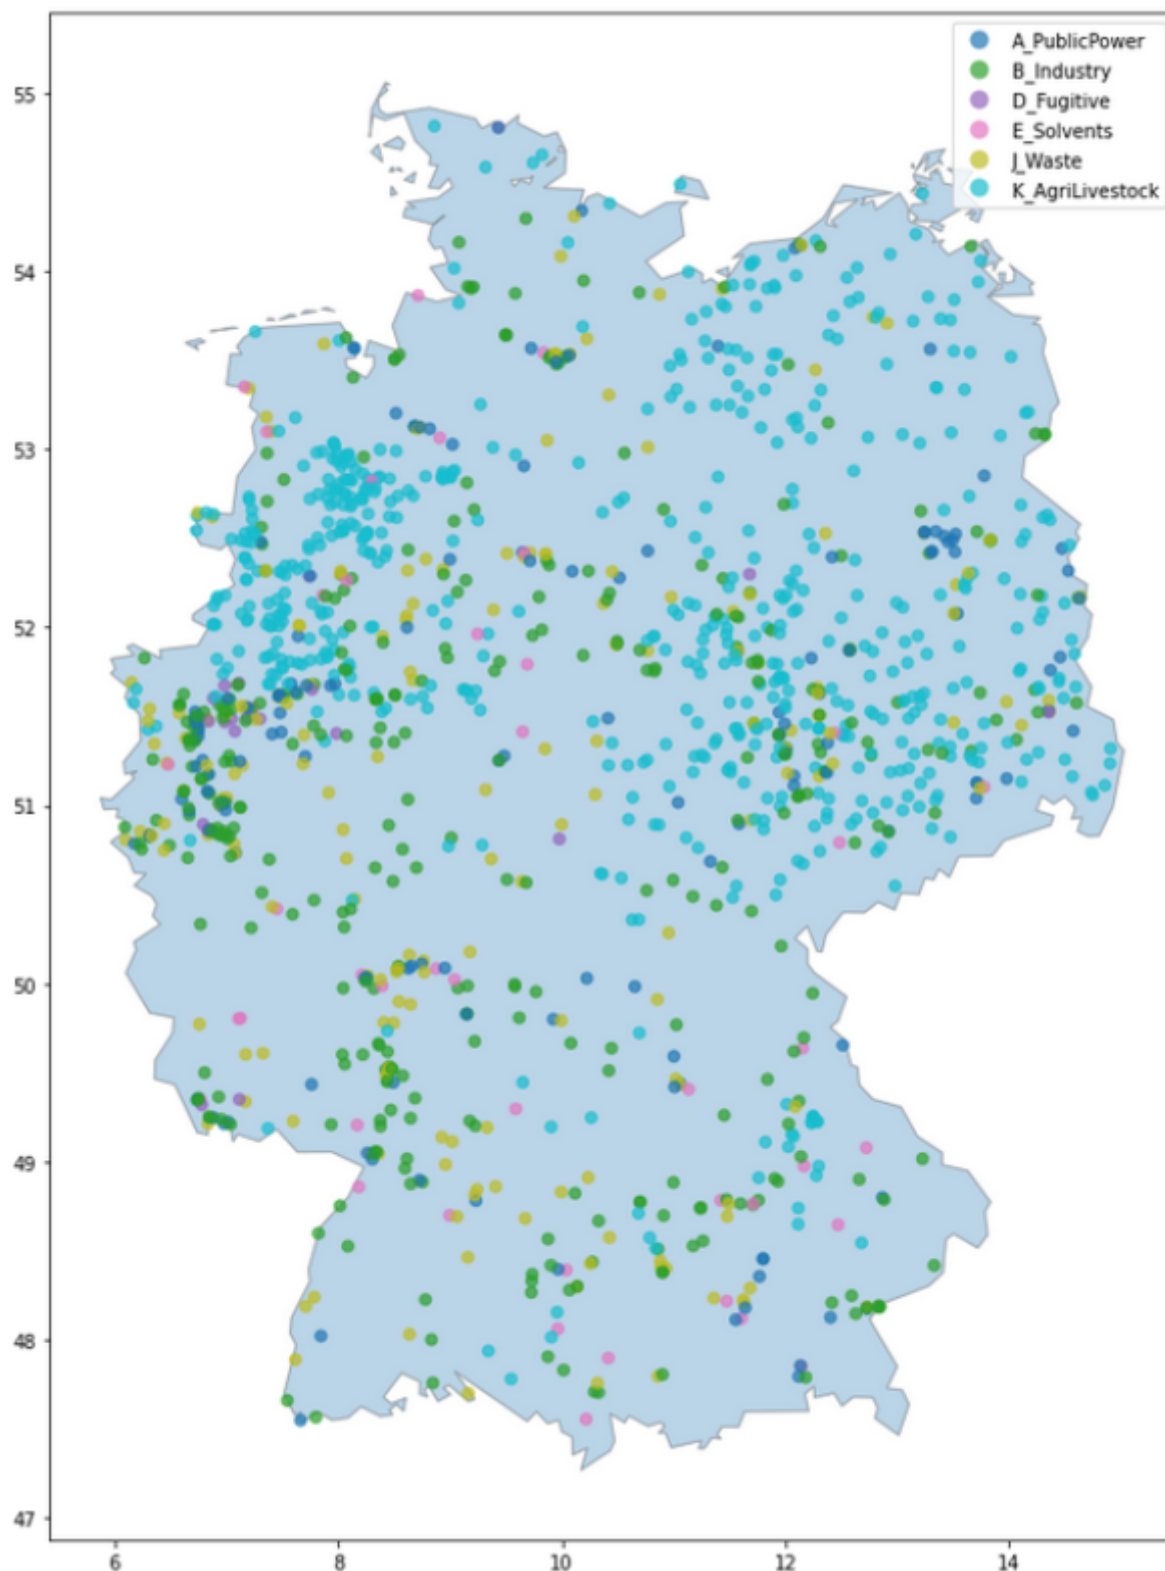 A_PublicPower
B_Industry
D_Fugitive
E_Solvents
J_Waste
K_AgriLivestock
55
54
53
52
51
50
49
48
47
6 8 10 12 14